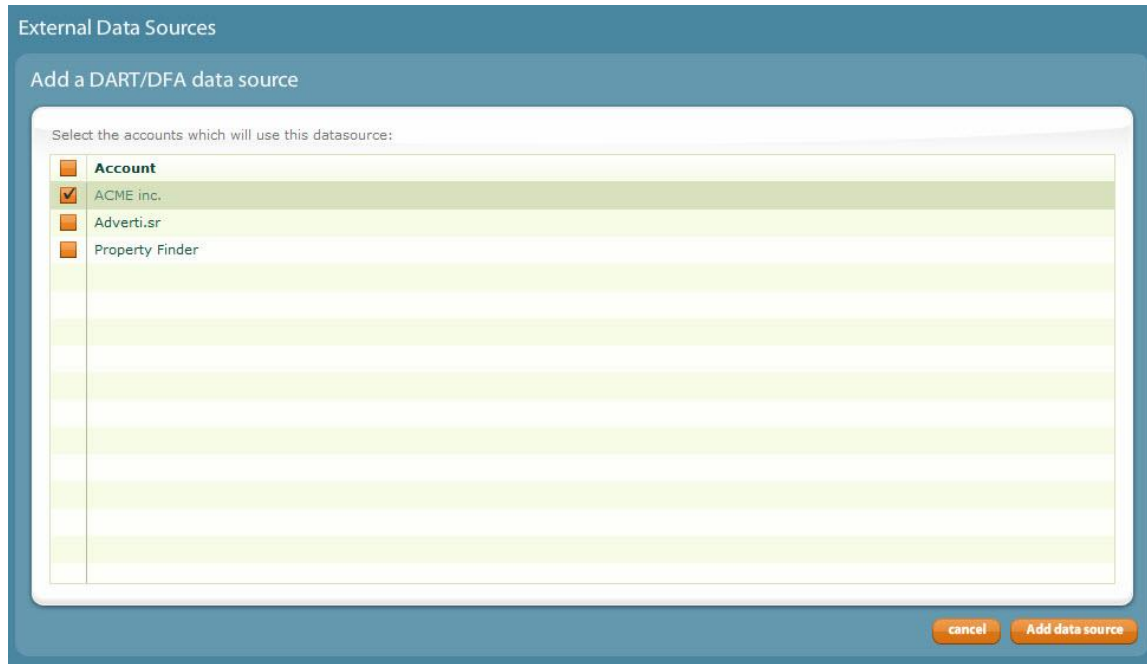 External Data Sources
Add a DART/DFA data source
Select the accounts which will use this datasource:
Account
ACME inc.
Adverti.sr
Property Finder
cancel Add data source